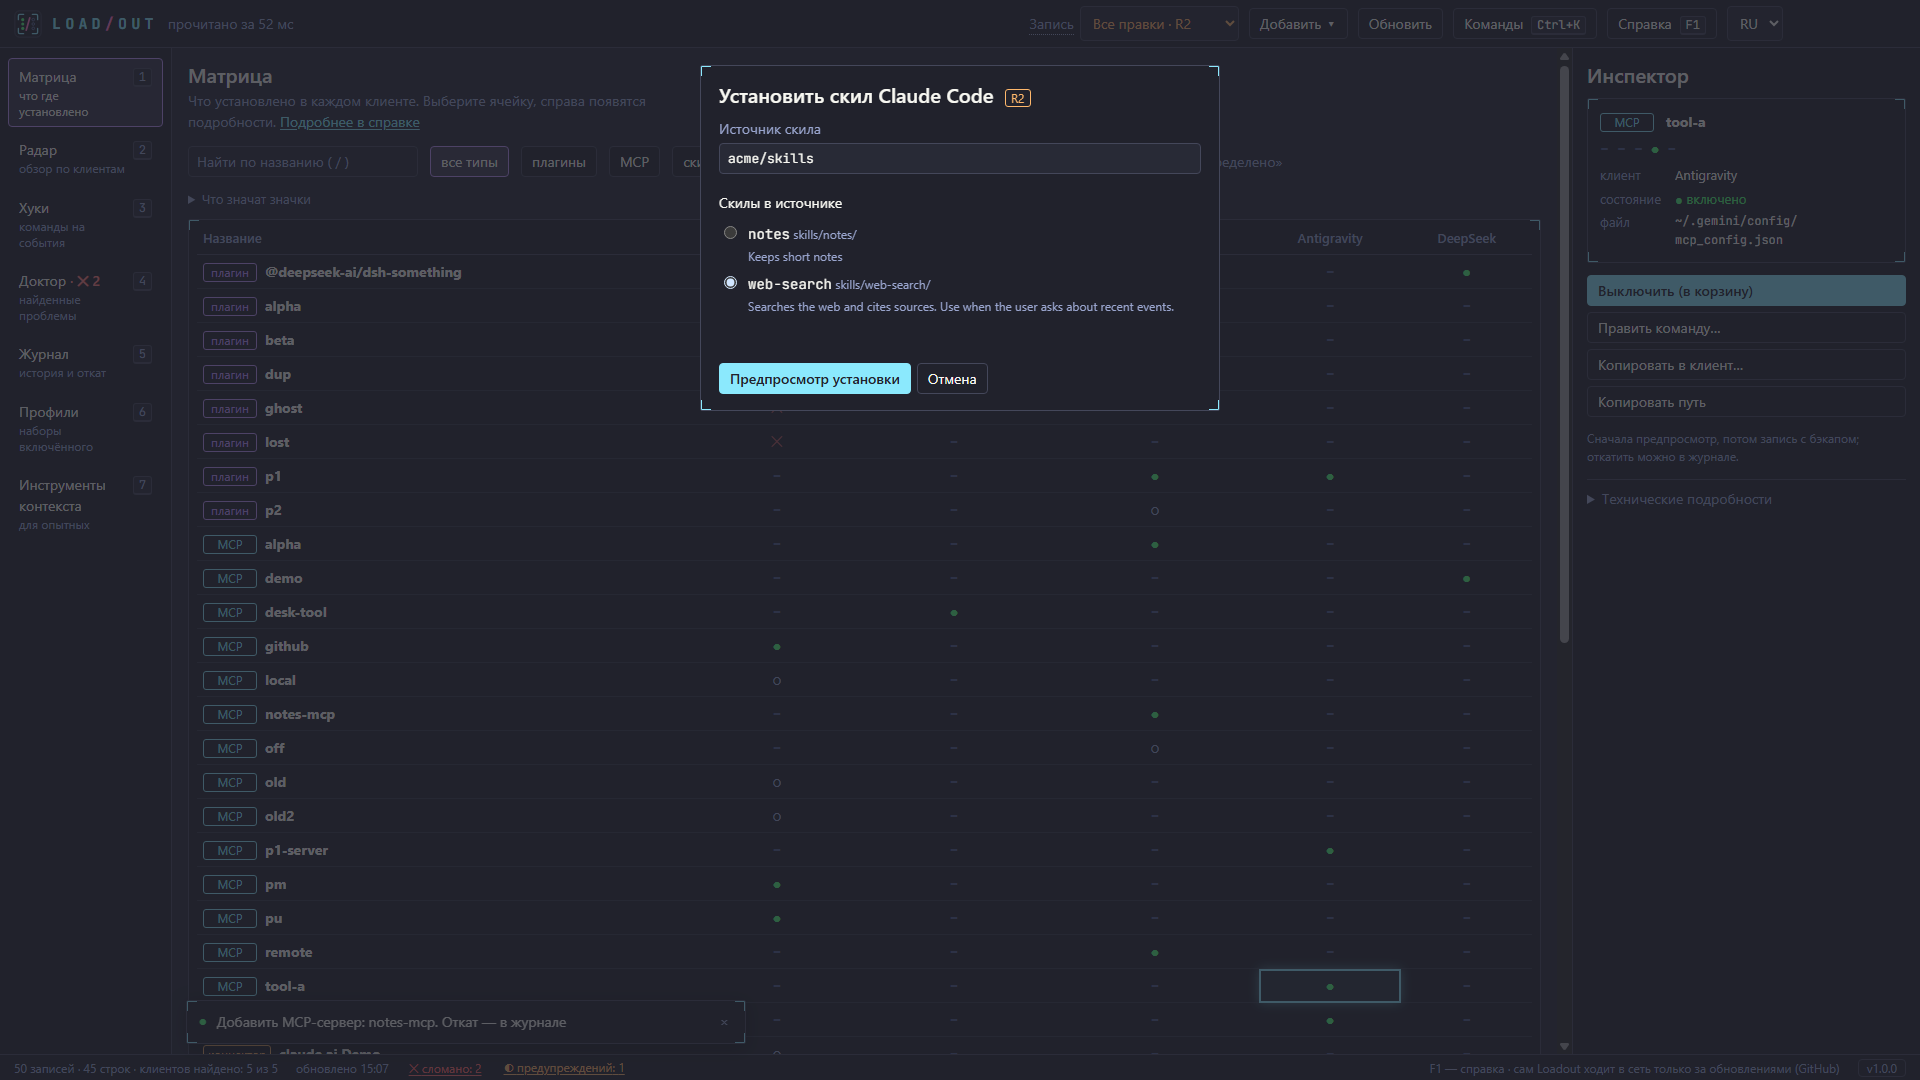 LOAD/OUT прочитано за 52 мс
Запись Все правки · R2 Добавить ▾ Обновить Команды Ctrl+K Справка F1 RU
Матрица 1
что где
установлено
Радар 2
обзор по клиентам
Хуки 3
команды на
события
Доктор · ✕ 2 4
найденные
проблемы
Журнал 5
история и откат
Профили 6
наборы
включённого
Инструменты 7
контекста
для опытных
Матрица
Что установлено в каждом клиенте. Выберите ячейку, справа появятся
подробности. Подробнее в справке
Найти по названию ( / ) все типы плагины MCP
Что значат значки
Название Antigravity DeepSeek
плагин @deepseek-ai/dsh-something
плагин alpha
плагин beta
плагин dup
плагин ghost
плагин lost
плагин p1
плагин p2
MCP alpha
MCP demo
MCP desk-tool
MCP github
MCP local
MCP notes-mcp
MCP off
MCP old
MCP old2
MCP p1-server
MCP pm
MCP pu
MCP remote
MCP tool-a
Добавить MCP-сервер: notes-mcp. Откат — в журнале ×
claude.ai Demo
Установить скил Claude Code R2
Источник скила
acme/skills
Скилы в источнике
notes skills/notes/
Keeps short notes
web-search skills/web-search/
Searches the web and cites sources. Use when the user asks about recent events.
Предпросмотр установки Отмена
Инспектор
MCP tool-a
клиент Antigravity
состояние ● включено
файл ~/.gemini/config/
mcp_config.json
Выключить (в корзину)
Править команду...
Копировать в клиент...
Копировать путь
Сначала предпросмотр, потом запись с бэкапом;
откатить можно в журнале.
Технические подробности
50 записей · 45 строк · клиентов найдено: 5 из 5 обновлено 15:07 ✕ сломано: 2 ◐ предупреждений: 1
F1 — справка · сам Loadout ходит в сеть только за обновлениями (GitHub) v1.0.0